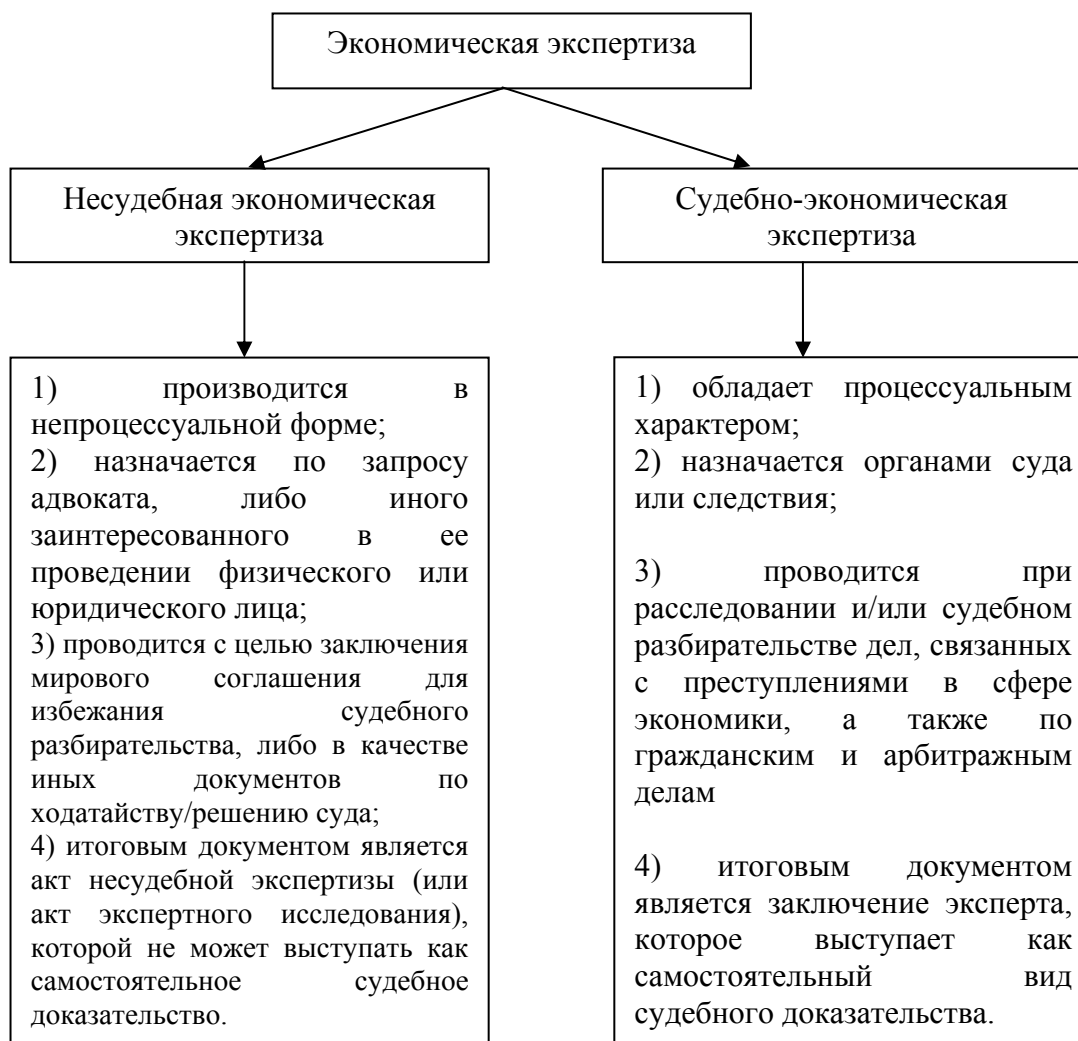 Экономическая экспертиза
Несудебная экономическая
экспертиза
Судебно-экономическая
экспертиза
1) производится в
непроцессуальной форме;
2) назначается по запросу
адвоката, либо иного
заинтересованного в ее
проведении физического или
юридического лица;
3) проводится с целью заключения
мирового соглашения для
избежания судебного
разбирательства, либо в качестве
иных документов по
ходатайству/решению суда;
4) итоговым документом является
акт несудебной экспертизы (или
акт экспертного исследования),
которой не может выступать как
самостоятельное судебное
доказательство.
1) обладает процессуальным
характером;
2) назначается органами суда
или следствия;
3) проводится при
расследовании и/или судебном
разбирательстве дел, связанных
с преступлениями в сфере
экономики, а также по
гражданским и арбитражным
делам
4) итоговым документом
является заключение эксперта,
которое выступает как
самостоятельный вид
судебного доказательства.